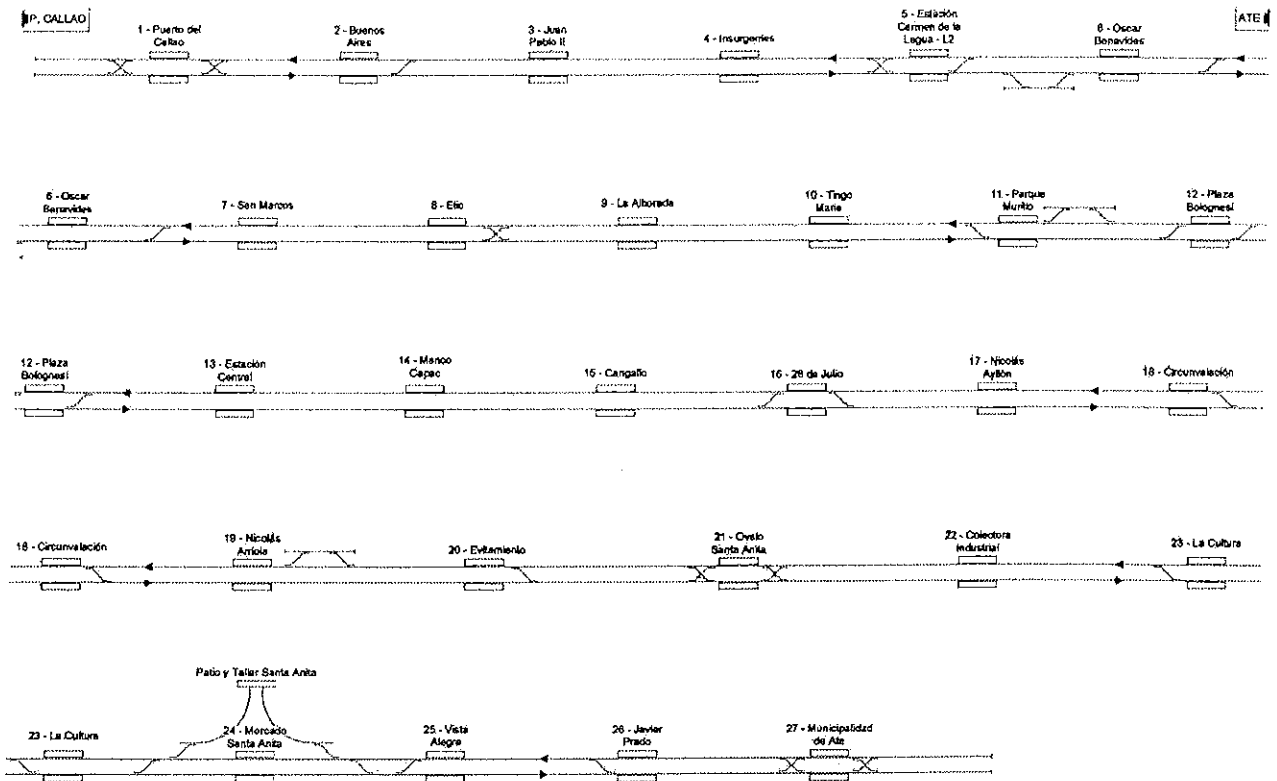 P. CALLAO
ATE
1 - Puerto del
Callao
2 - Buenos
Aires
3 - Juan
Pablo II
4 - Insurgentes
5 - Estación
Carmen de la
Legua - L2
6 - Oscar
Benavides
6 - Oscar
Benavides
7 - San Marcos
8 - Elio
9 - La Alborada
10 - Tingo
Maria
11 - Parque
Murillo
12 - Plaza
Bolognesi
12 - Plaza
Bolognesi
13 - Estación
Central
14 - Manco
Capac
15 - Cangallo
16 - 28 de Julio
17 - Nicolás
Ayllón
18 - Circunvalación
18 - Circunvalación
19 - Nicolás
Arriola
20 - Evitamiento
21 - Ovalo
Santa Anita
22 - Colectora
Industrial
23 - La Cultura
Patio y Taller Santa Anita
23 - La Cultura
24 - Mercado
Santa Anita
25 - Vista
Alegre
26 - Javier
Prado
27 - Municipalidad
de Ate